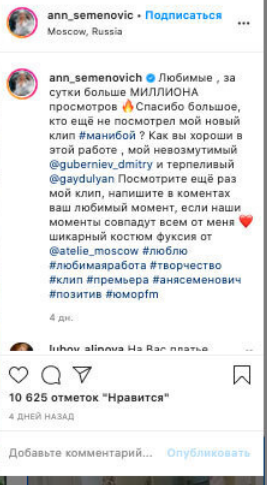 ann_semenovic • Подписаться
Moscow, Russia
ann_semenovich Любимые , за
сутки больше МИЛЛИОНА
просмотров 🔥Спасибо большое,
кто ещё не посмотрел мой новый
клип #манибой ? Как вы хороши в
этой работе , мой невозмутимый
@guberniev_dmitry и терпеливый
@gaydulyan Посмотрите ещё раз
мой клип, напишите в коментах
ваш любимый момент, если наши
моменты совпадут всем от меня ❤️
шикарный костюм фуксия от
@atelie_moscow #люблю
#любимаяработа #творчество
#клип #премьера #анясеменович
#позитив #юморfm
4 дн.
lubov_alipova На Вас платье
10 625 отметок "Нравится"
4 ДНЕЙ НАЗАД
Добавьте комментарий... Опубликовать